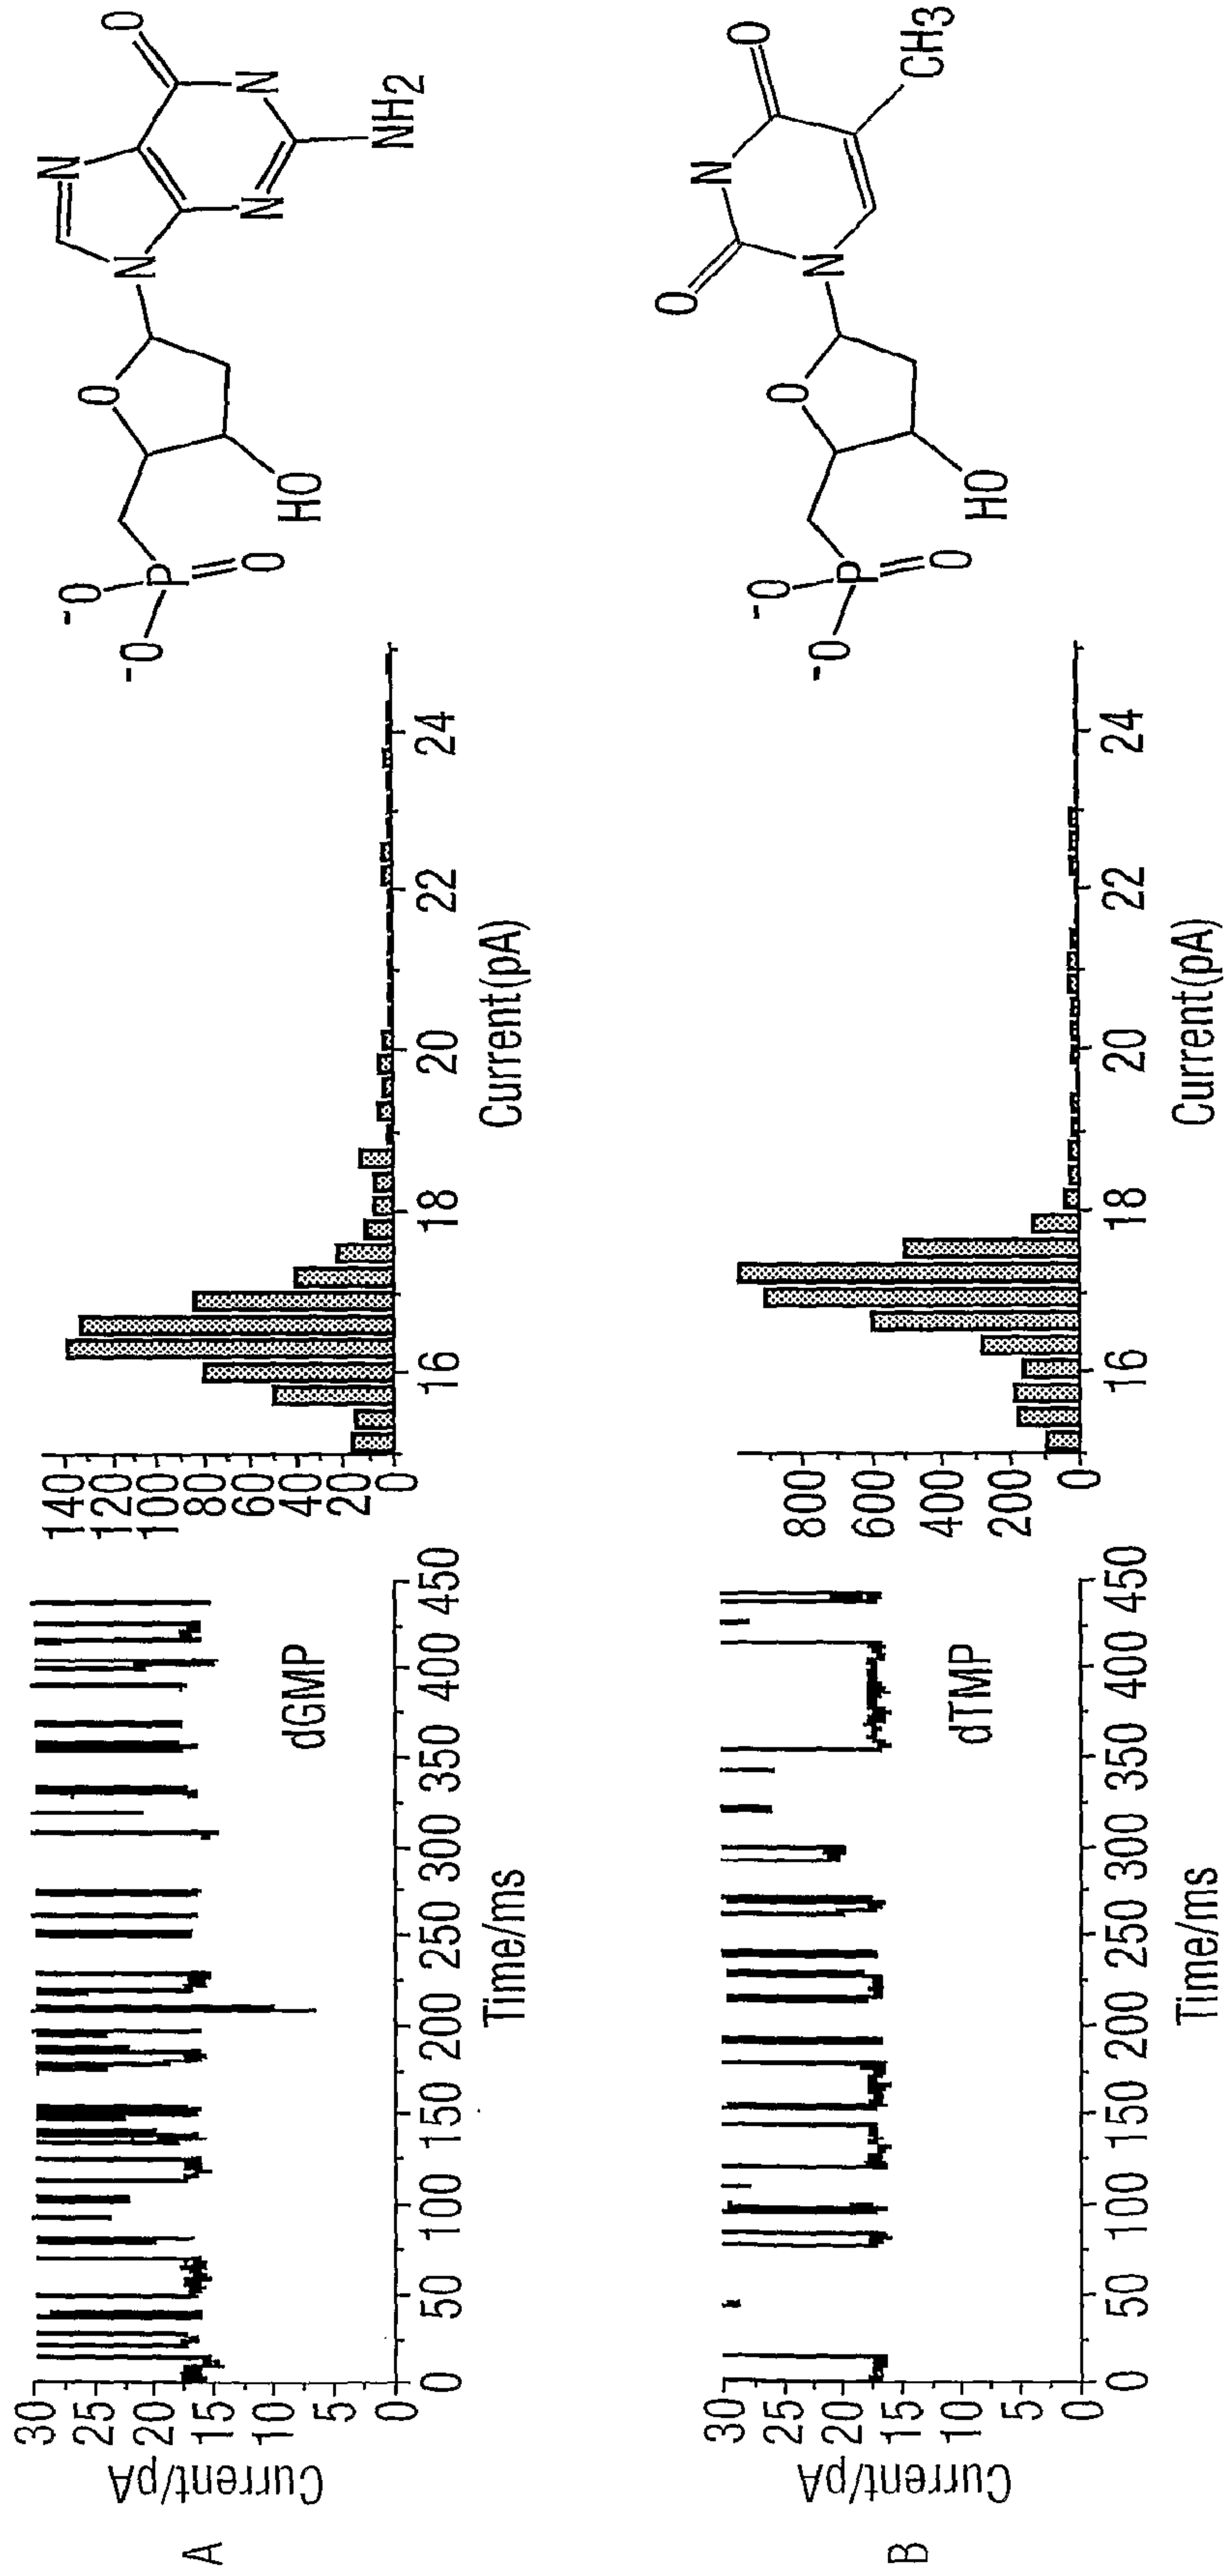 A
Current/pA
30
25
20
15
10
5
0
0 50 100 150 200 250 300 350 400 450
Time/ms
dGMP
140
120
100
80
60
40
20
0
16 18 20 22 24
Current(pA)
-O
-O
P
O
HO
O
N
N
N
N
O
NH2
B
Current/pA
30
25
20
15
10
5
0
0 50 100 150 200 250 300 350 400 450
Time/ms
dTMP
800
600
400
200
0
16 18 20 22 24
Current(pA)
-O
-O
P
O
HO
O
O
N
N
O
CH3